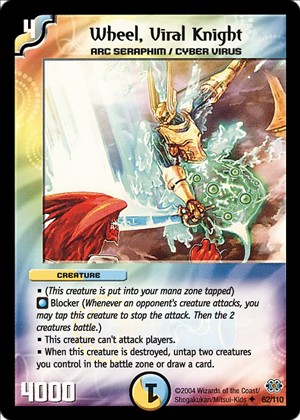 4
Wheel, Viral Knight
ARC SERAPHIM / CYBER VIRUS
CREATURE
• (This creature is put into your mana zone tapped)
Blocker (Whenever an opponent's creature attacks, you
may tap this creature to stop the attack. Then the 2
creatures battle.)
• This creature can't attack players.
• When this creature is destroyed, untap two creatures
you control in the battle zone or draw a card.
4000
1
©2004 Wizards of the Coast/
Shogakukan/Mitsui-Kids 62/110